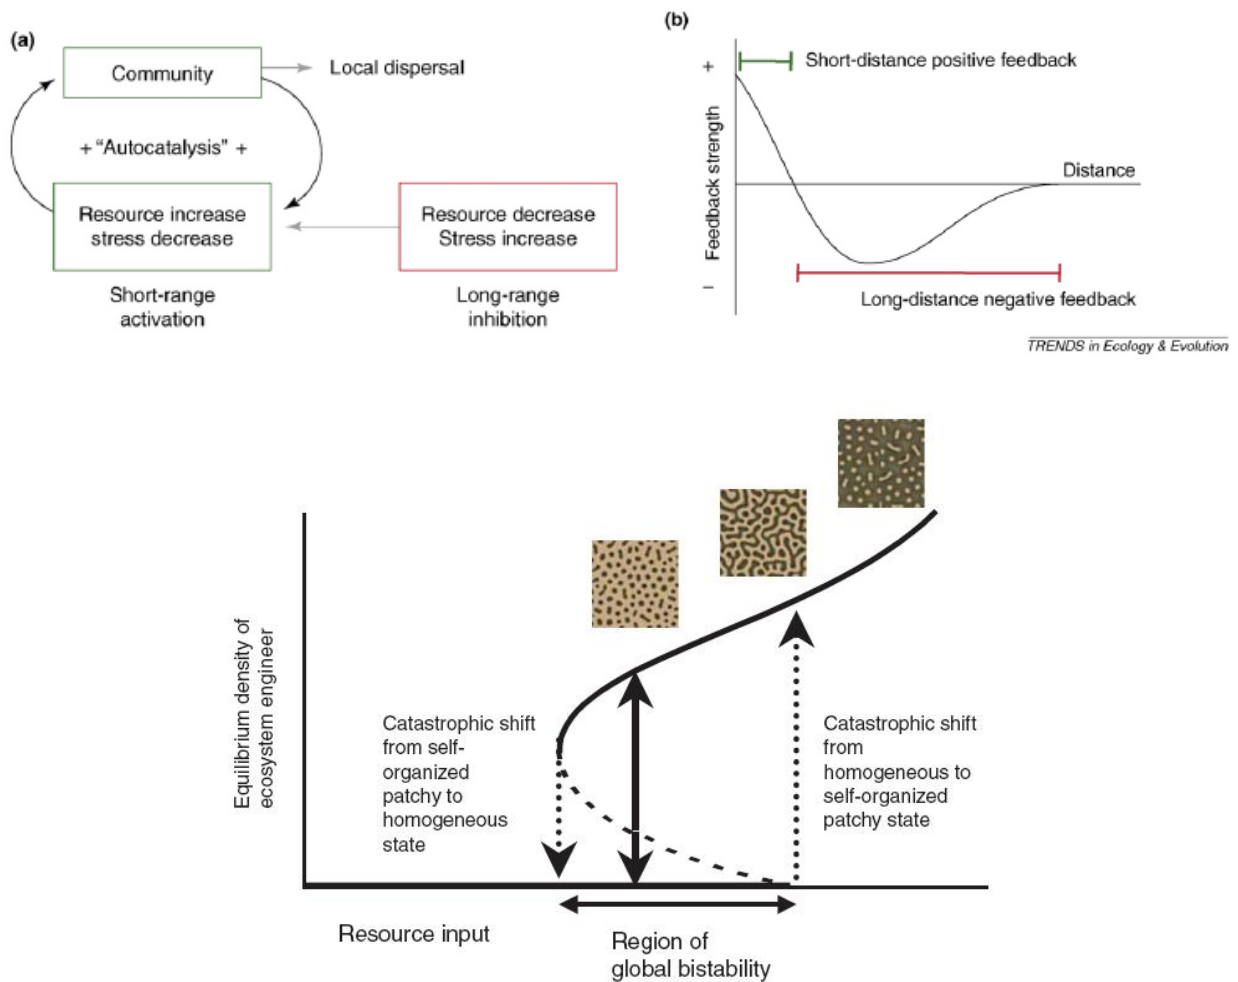 (a)
Community
Local dispersal
+ “Autocatalysis” +
Resource increase
stress decrease
Resource decrease
Stress increase
Short-range
activation
Long-range
inhibition
(b)
+
Short-distance positive feedback
Feedback strength
Distance
–
Long-distance negative feedback
TRENDS in Ecology & Evolution
Equilibrium density of
ecosystem engineer
Catastrophic shift
from self-
organized
patchy to
homogeneous
state
Catastrophic shift
from
homogeneous to
self-organized
patchy state
Resource input
Region of
global bistability